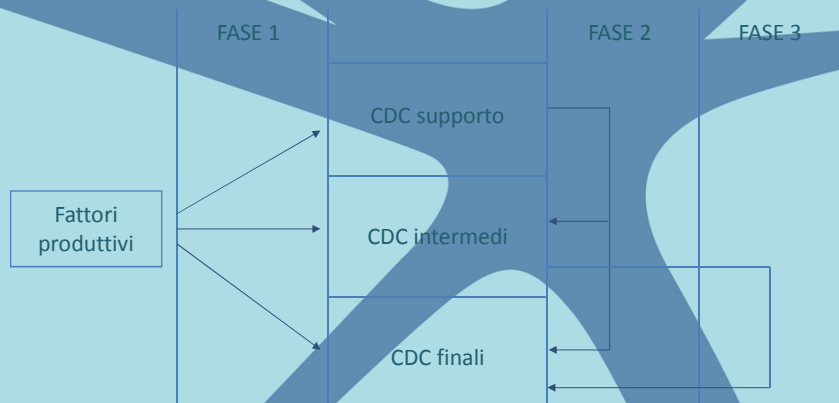 FASE 1
FASE 2
FASE 3
CDC supporto
Fattori
produttivi
CDC intermedi
CDC finali